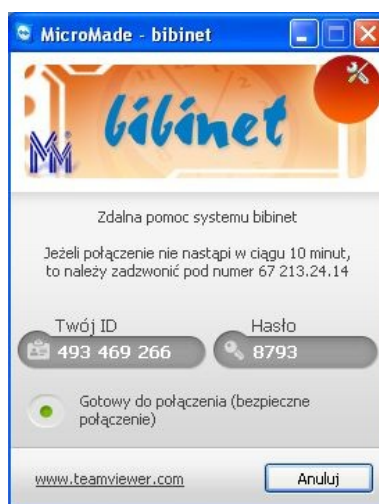 MicroMade - bibinet
bibinet
MM
Zdalna pomoc systemu bibinet
Jeżeli połączenie nie nastąpi w ciągu 10 minut,
to należy zadzwonić pod numer 67 213.24.14
Twój ID
Hasło
493 469 266
8793
Gotowy do połączenia (bezpieczne
połączenie)
www.teamviewer.com
Anuluj